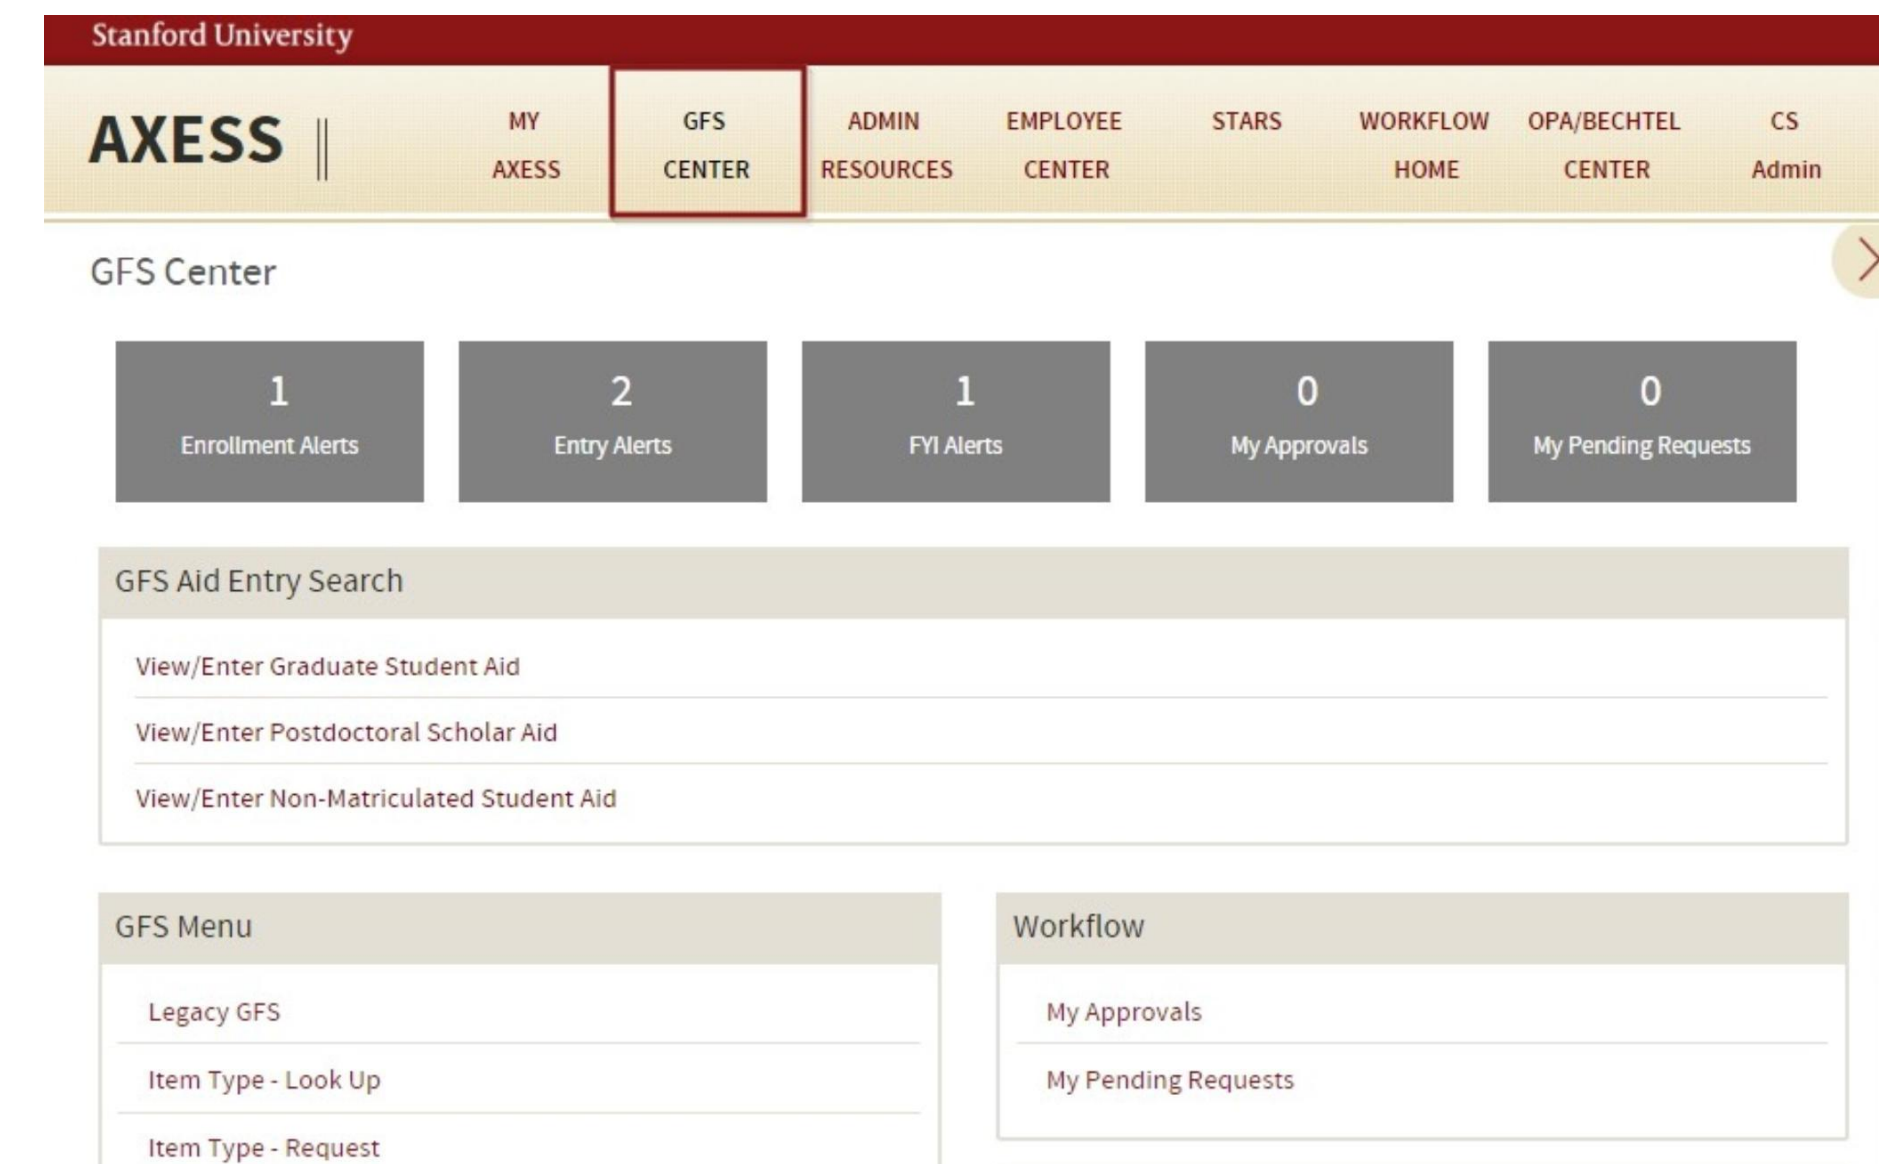 Stanford University
AXESS
MY AXESS
GFS CENTER
ADMIN RESOURCES
EMPLOYEE CENTER
STARS
WORKFLOW HOME
OPA/BECHTEL CENTER
CS Admin
GFS Center
1
Enrollment Alerts
2
Entry Alerts
1
FYI Alerts
0
My Approvals
0
My Pending Requests
GFS Aid Entry Search
View/Enter Graduate Student Aid
View/Enter Postdoctoral Scholar Aid
View/Enter Non-Matriculated Student Aid
GFS Menu
Legacy GFS
Item Type - Look Up
Item Type - Request
Workflow
My Approvals
My Pending Requests